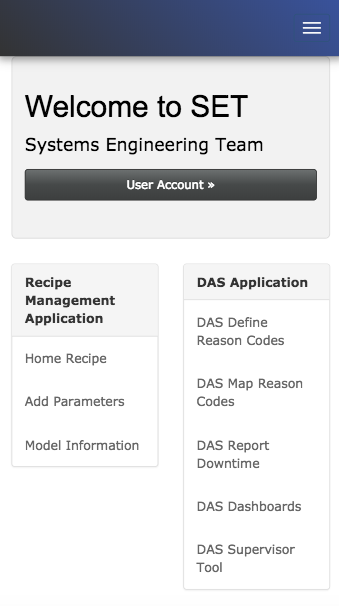 Welcome to SET
Systems Engineering Team
User Account »
Recipe
Management
Application
Home Recipe
Add Parameters
Model Information
DAS Application
DAS Define
Reason Codes
DAS Map Reason
Codes
DAS Report
Downtime
DAS Dashboards
DAS Supervisor
Tool